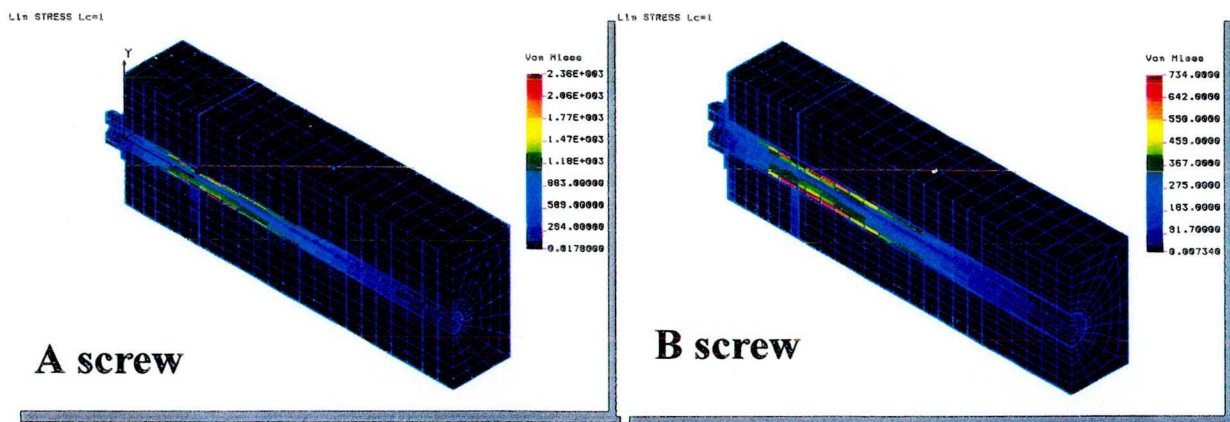 Lin STRESS Lc=1
Y
Von Mises
2.36E+003
2.06E+003
1.77E+003
1.47E+003
1.18E+003
883.00000
589.00000
294.00000
0.0178000
A screw
Lin STRESS Lc=1
Von Mises
734.0000
642.0000
550.0000
459.0000
367.0000
275.0000
183.0000
91.70000
0.007340
B screw